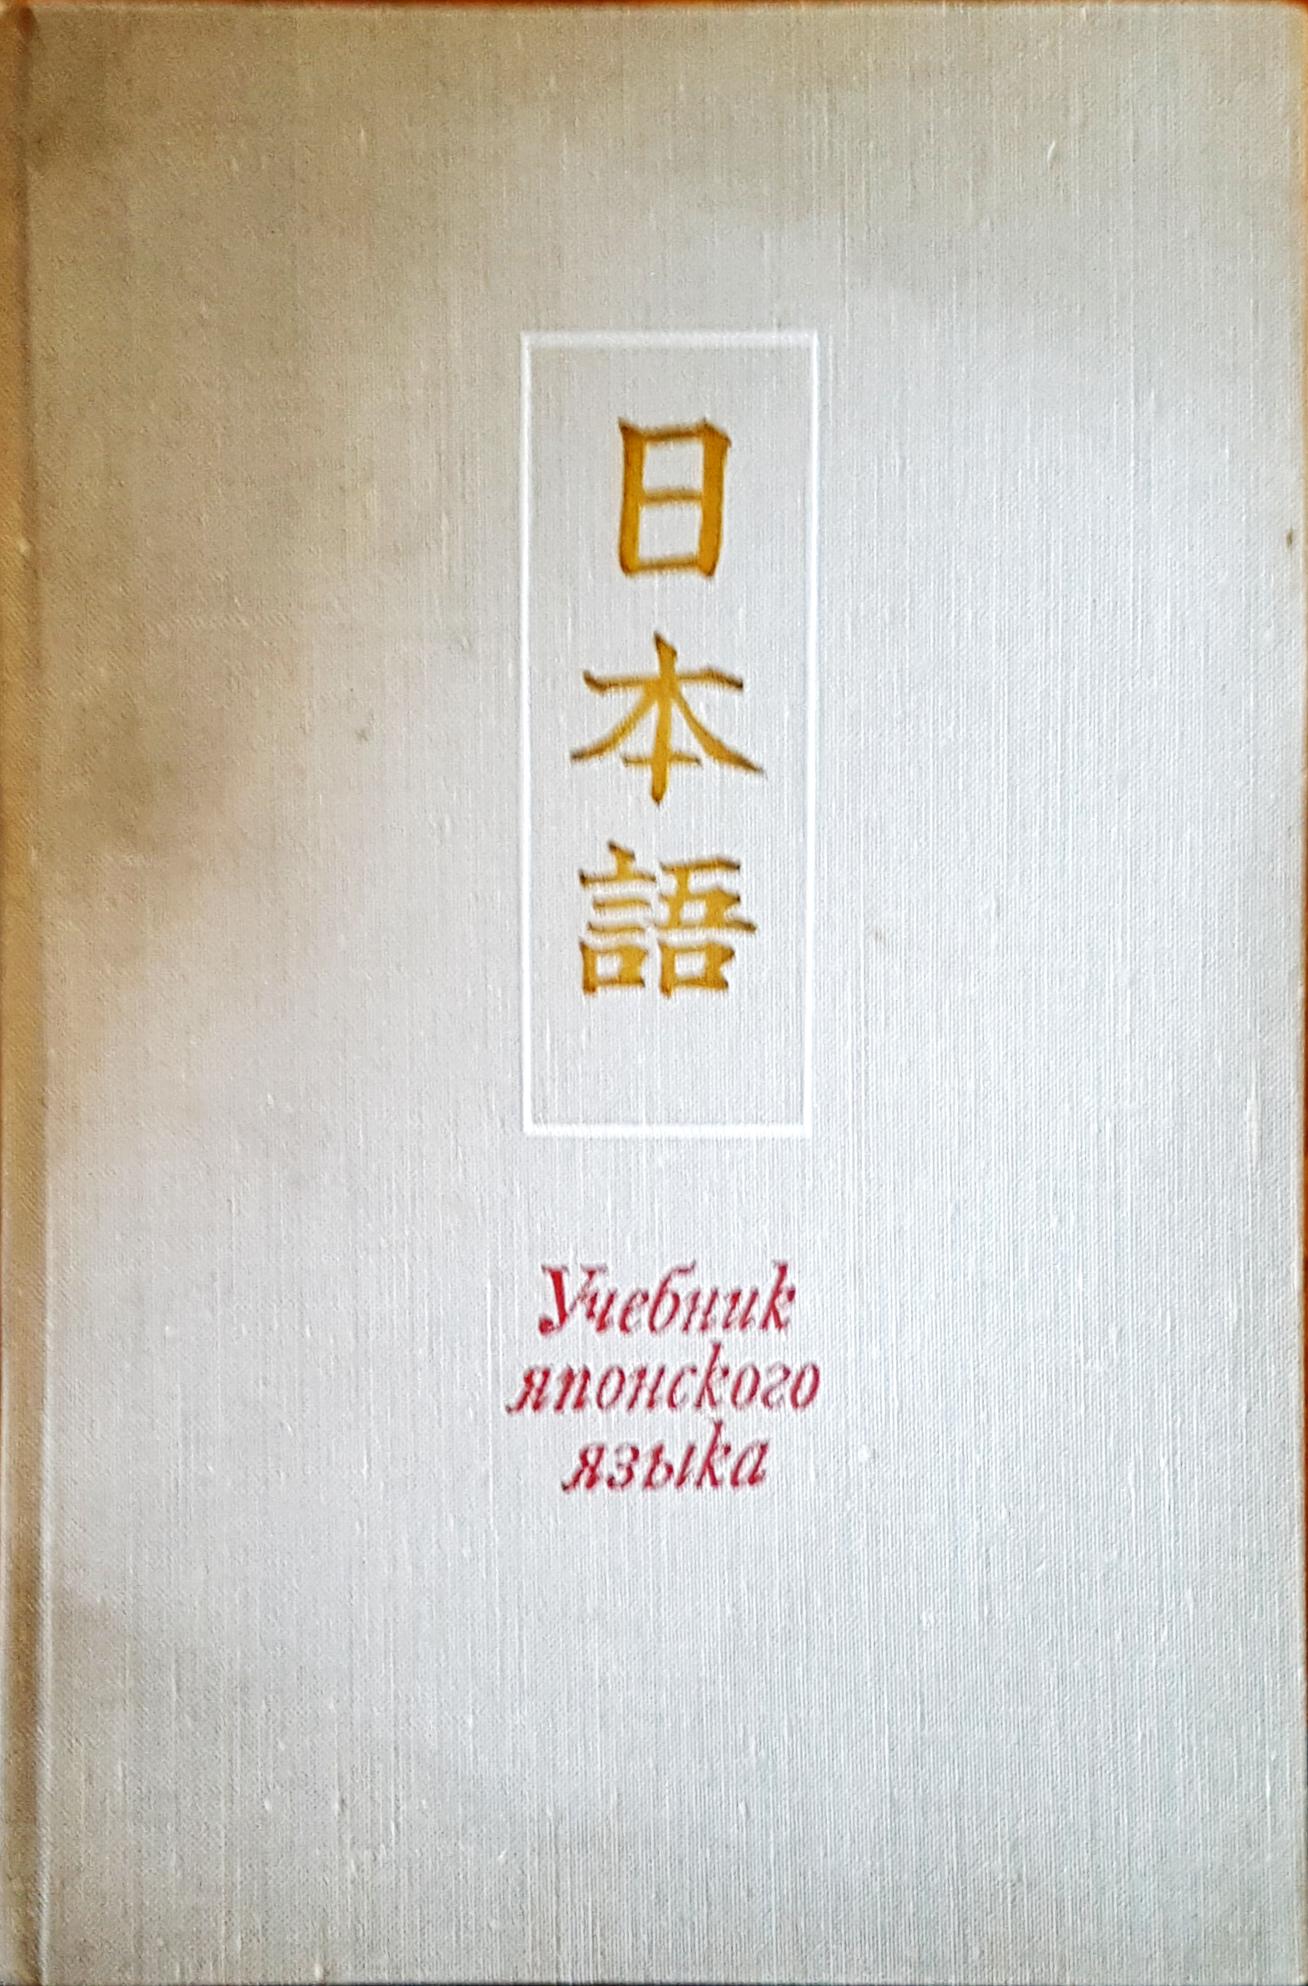 日本語
Учебник
японского
языка